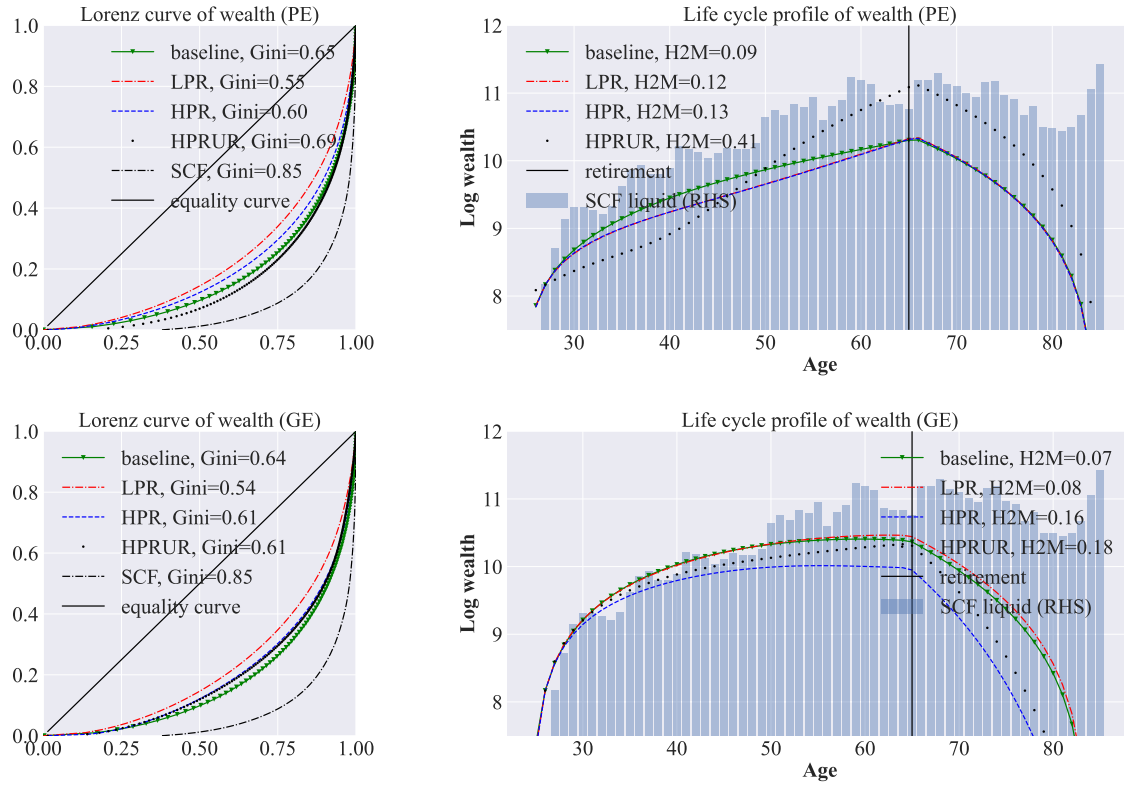 Lorenz curve of wealth (PE)
1.0
0.8
0.6
0.4
0.2
0.0
0.00 0.25 0.50 0.75 1.00
baseline, Gini=0.65
LPR, Gini=0.55
HPR, Gini=0.60
HPRUR, Gini=0.69
SCF, Gini=0.85
equality curve
Life cycle profile of wealth (PE)
12
11
10
9
8
Log wealth
30 40 50 60 70 80
Age
baseline, H2M=0.09
LPR, H2M=0.12
HPR, H2M=0.13
HPRUR, H2M=0.41
retirement
SCF liquid (RHS)
Lorenz curve of wealth (GE)
1.0
0.8
0.6
0.4
0.2
0.0
0.00 0.25 0.50 0.75 1.00
baseline, Gini=0.64
LPR, Gini=0.54
HPR, Gini=0.61
HPRUR, Gini=0.61
SCF, Gini=0.85
equality curve
Life cycle profile of wealth (GE)
12
11
10
9
8
Log wealth
30 40 50 60 70 80
Age
baseline, H2M=0.07
LPR, H2M=0.08
HPR, H2M=0.16
HPRUR, H2M=0.18
retirement
SCF liquid (RHS)